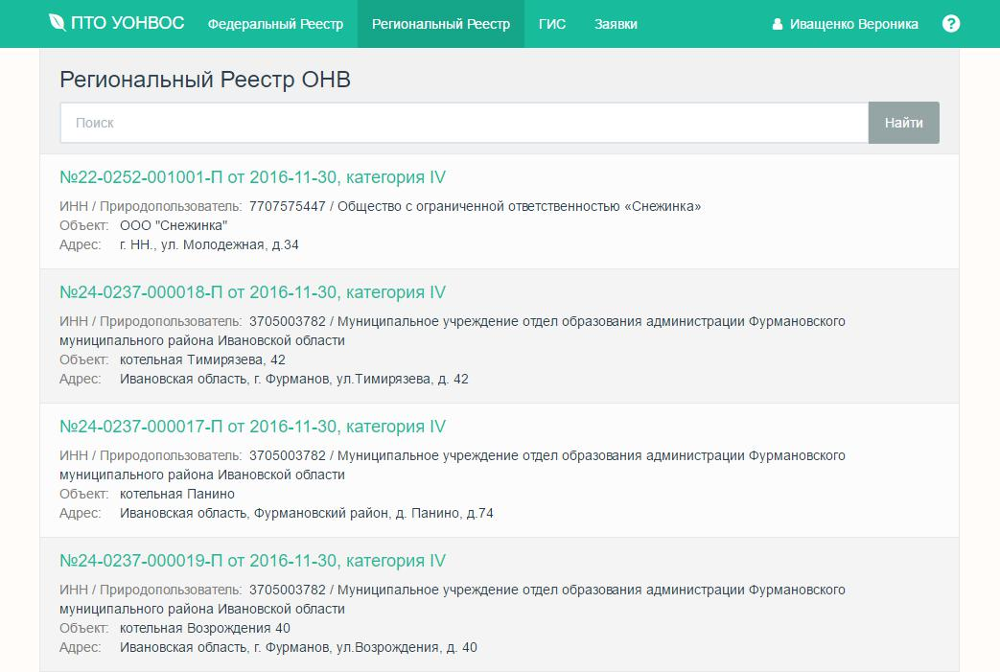 ПТО УОНВОС Федеральный Реестр Региональный Реестр ГИС Заявки Иващенко Вероника ?
Региональный Реестр ОНВ
Поиск Найти
№22-0252-001001-П от 2016-11-30, категория IV
ИНН / Природопользователь: 7707575447 / Общество с ограниченной ответственностью «Снежинка»
Объект: ООО "Снежинка"
Адрес: г. НН., ул. Молодежная, д.34
№24-0237-000018-П от 2016-11-30, категория IV
ИНН / Природопользователь: 3705003782 / Муниципальное учреждение отдел образования администрации Фурмановского
муниципального района Ивановской области
Объект: котельная Тимирязева, 42
Адрес: Ивановская область, г. Фурманов, ул.Тимирязева, д. 42
№24-0237-000017-П от 2016-11-30, категория IV
ИНН / Природопользователь: 3705003782 / Муниципальное учреждение отдел образования администрации Фурмановского
муниципального района Ивановской области
Объект: котельная Панино
Адрес: Ивановская область, Фурмановский район, д. Панино, д.74
№24-0237-000019-П от 2016-11-30, категория IV
ИНН / Природопользователь: 3705003782 / Муниципальное учреждение отдел образования администрации Фурмановского
муниципального района Ивановской области
Объект: котельная Возрождения 40
Адрес: Ивановская область, г. Фурманов, ул.Возрождения, д. 40